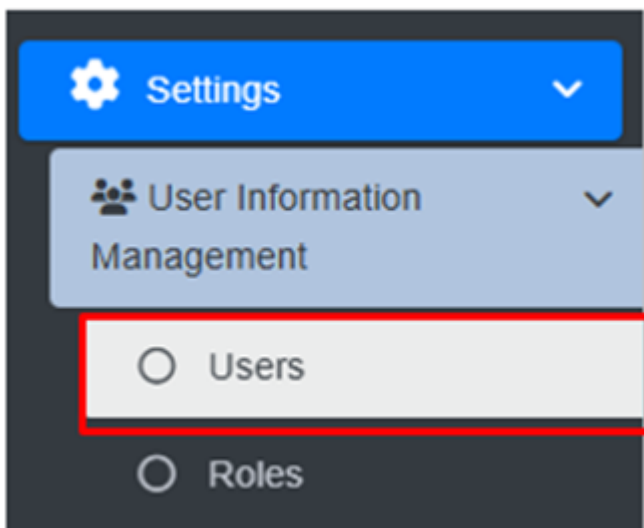 Settings
User Information
Management
Users
Roles